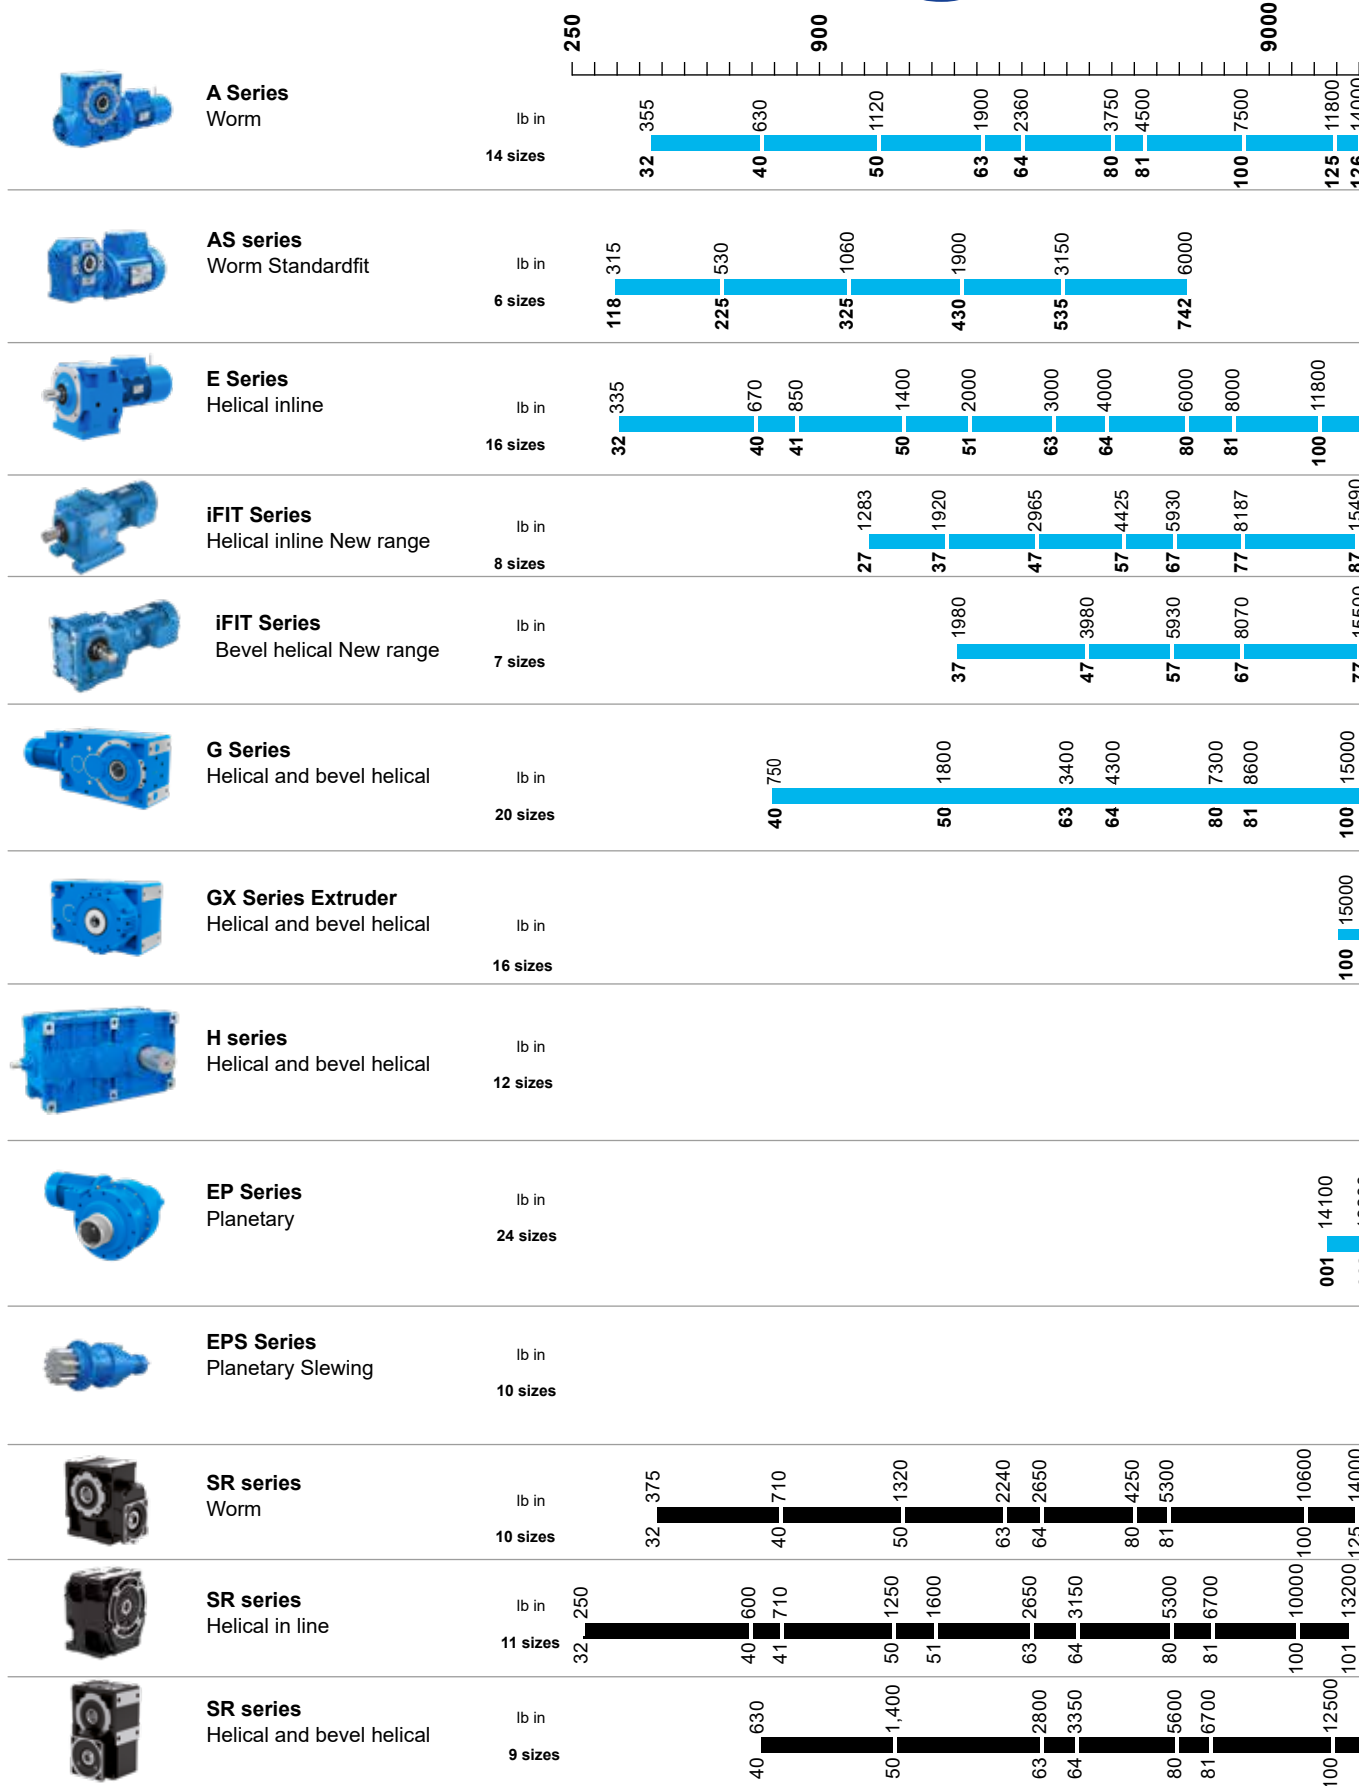 250 900 9000
A Series
Worm
lb in
14 sizes
355 630 1120 1900 2360 3750 4500 7500 11800 14000
32 40 50 63 64 80 81 100 125 126
AS series
Worm Standardfit
lb in
6 sizes
315 530 1060 1900 3150 6000
118 225 325 430 535 742
E Series
Helical inline
lb in
16 sizes
335 670 850 1400 2000 3000 4000 6000 8000 11800
32 40 41 50 51 63 64 80 81 100
iFIT Series
Helical inline New range
lb in
8 sizes
1283 1920 2965 4425 5930 8187 15490
27 37 47 57 67 77 87
iFIT Series
Bevel helical New range
lb in
7 sizes
1980 3980 5930 8070 15500
37 47 57 67 77
G Series
Helical and bevel helical
lb in
20 sizes
750 1800 3400 4300 7300 8600 15000
40 50 63 64 80 81 100
GX Series Extruder
Helical and bevel helical
lb in
16 sizes
15000
100
H series
Helical and bevel helical
lb in
12 sizes
EP Series
Planetary
lb in
24 sizes
14100
001
EPS Series
Planetary Slewing
lb in
10 sizes
SR series
Worm
lb in
10 sizes
375 710 1320 2240 2650 4250 5300 10600 14000
32 40 50 63 64 80 81 100 125
SR series
Helical in line
lb in
11 sizes
250 600 710 1250 1600 2650 3150 5300 6700 10000 13200
32 40 41 50 51 63 64 80 81 100 101
SR series
Helical and bevel helical
lb in
9 sizes
630 1,400 2800 3350 5600 6700 12500
40 50 63 64 80 81 100